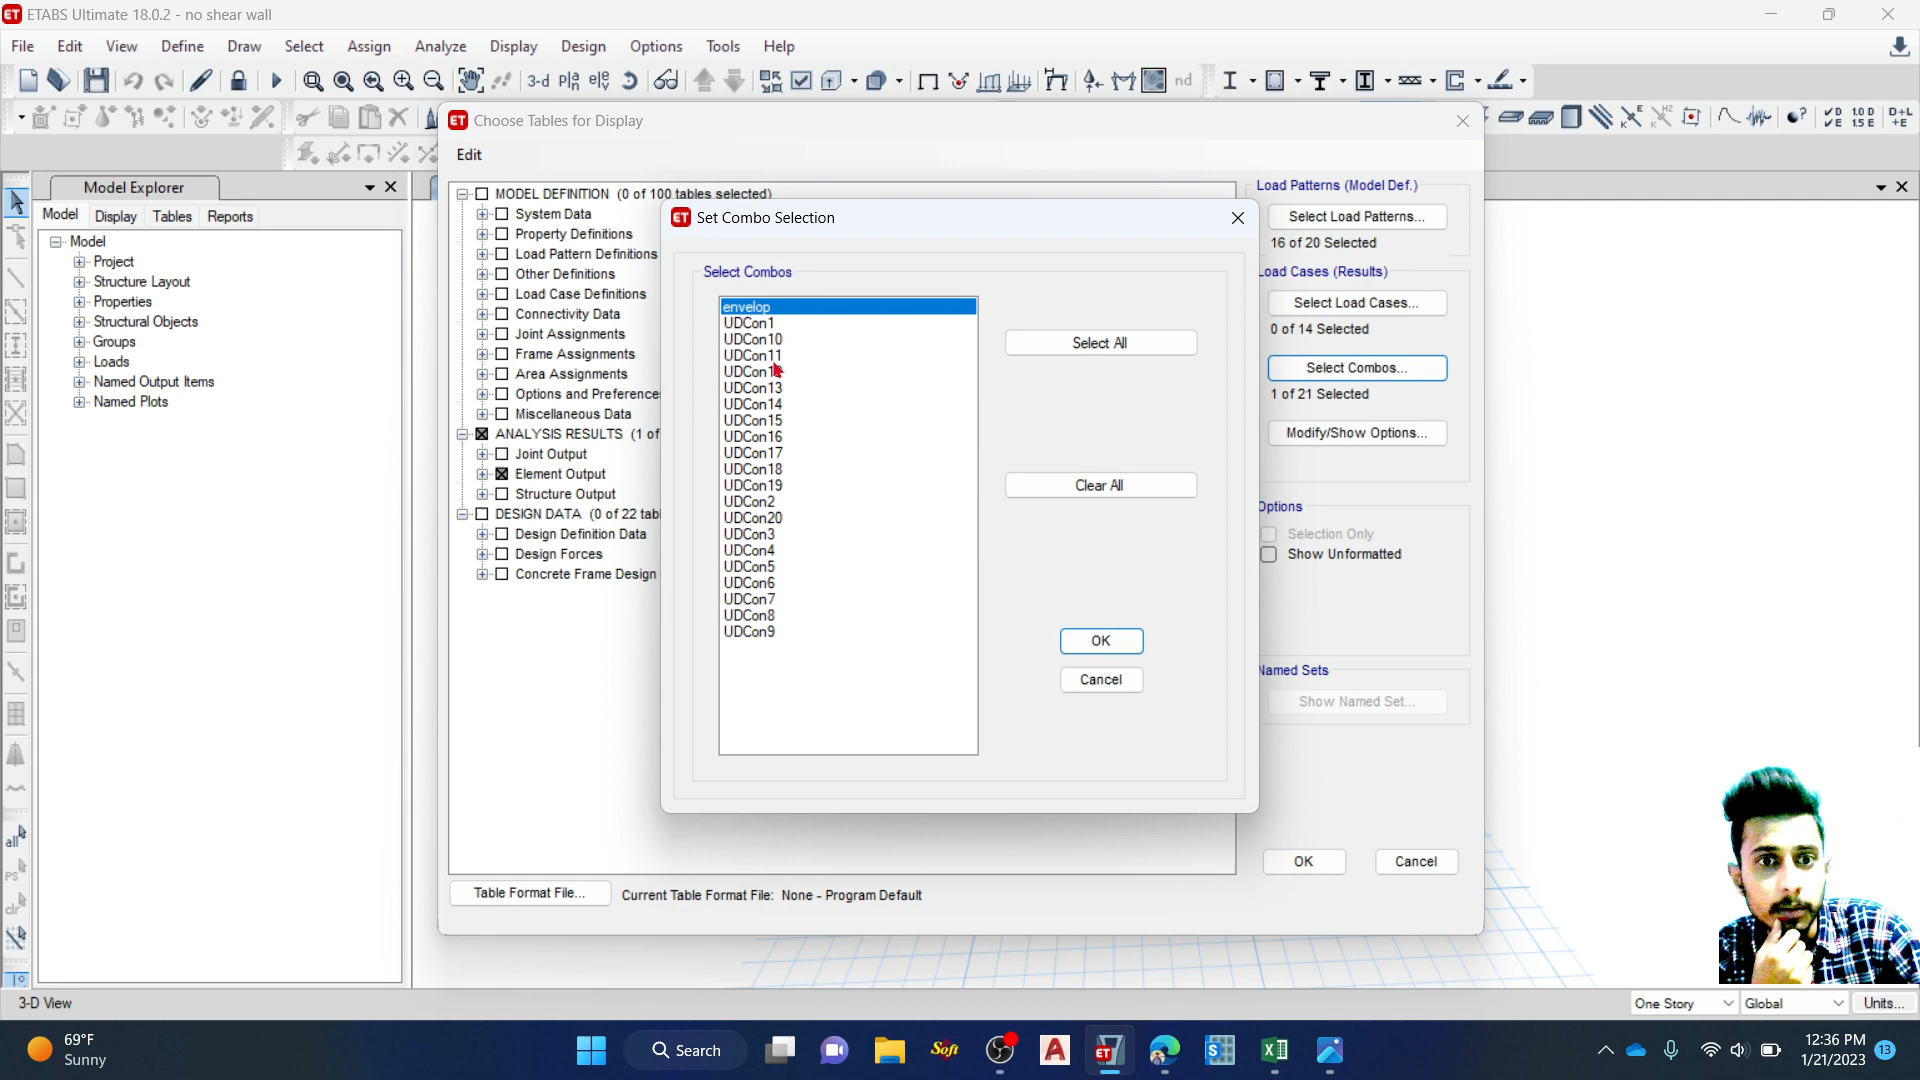 ETABS Ultimate 18.0.2 - no shear wall
File Edit View Define Draw Select Assign Analyze Display Design Options Tools Help
3-d
nd
Choose Tables for Display
Edit
Model Explorer
Model Display Tables Reports
Model
Project
Structure Layout
Properties
Structural Objects
Groups
Loads
Named Output Items
Named Plots
MODEL DEFINITION (0 of 100 tables selected)
System Data
Property Definitions
Load Pattern Definitions
Other Definitions
Load Case Definitions
Connectivity Data
Joint Assignments
Frame Assignments
Area Assignments
Options and Preferences
Miscellaneous Data
ANALYSIS RESULTS (1 of
Joint Output
Element Output
Structure Output
DESIGN DATA (0 of 22 tabl
Design Definition Data
Design Forces
Concrete Frame Design
Set Combo Selection
Select Combos
envelop
UDCon1
UDCon10
UDCon11
UDCon13
UDCon14
UDCon15
UDCon16
UDCon17
UDCon18
UDCon19
UDCon2
UDCon20
UDCon3
UDCon4
UDCon5
UDCon6
UDCon7
UDCon8
UDCon9
Select All
Clear All
OK
Cancel
Load Patterns (Model Def.)
Select Load Patterns...
16 of 20 Selected
Load Cases (Results)
Select Load Cases...
0 of 14 Selected
Select Combos...
1 of 21 Selected
Modify/Show Options...
Options
Selection Only
Show Unformatted
Named Sets
Show Named Set...
OK Cancel
Table Format File... Current Table Format File: None - Program Default
all
PS
clr
3-D View
One Story Global Units...
69°F
Sunny
Search
Soft
12:36 PM
1/21/2023
13